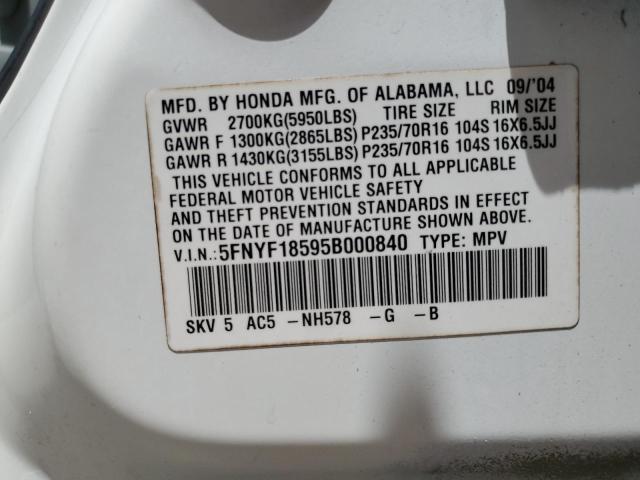 MFD. BY HONDA MFG. OF ALABAMA, LLC 09/'04
GVWR 2700KG(5950LBS) TIRE SIZE RIM SIZE
GAWR F 1300KG(2865LBS) P235/70R16 104S 16X6.5JJ
GAWR R 1430KG(3155LBS) P235/70R16 104S 16X6.5JJ
THIS VEHICLE CONFORMS TO ALL APPLICABLE
FEDERAL MOTOR VEHICLE SAFETY
AND THEFT PREVENTION STANDARDS IN EFFECT
ON THE DATE OF MANUFACTURE SHOWN ABOVE.
V.I.N.: 5FNYF18595B000840 TYPE: MPV
SKV 5 AC5 -NH578 -G -B